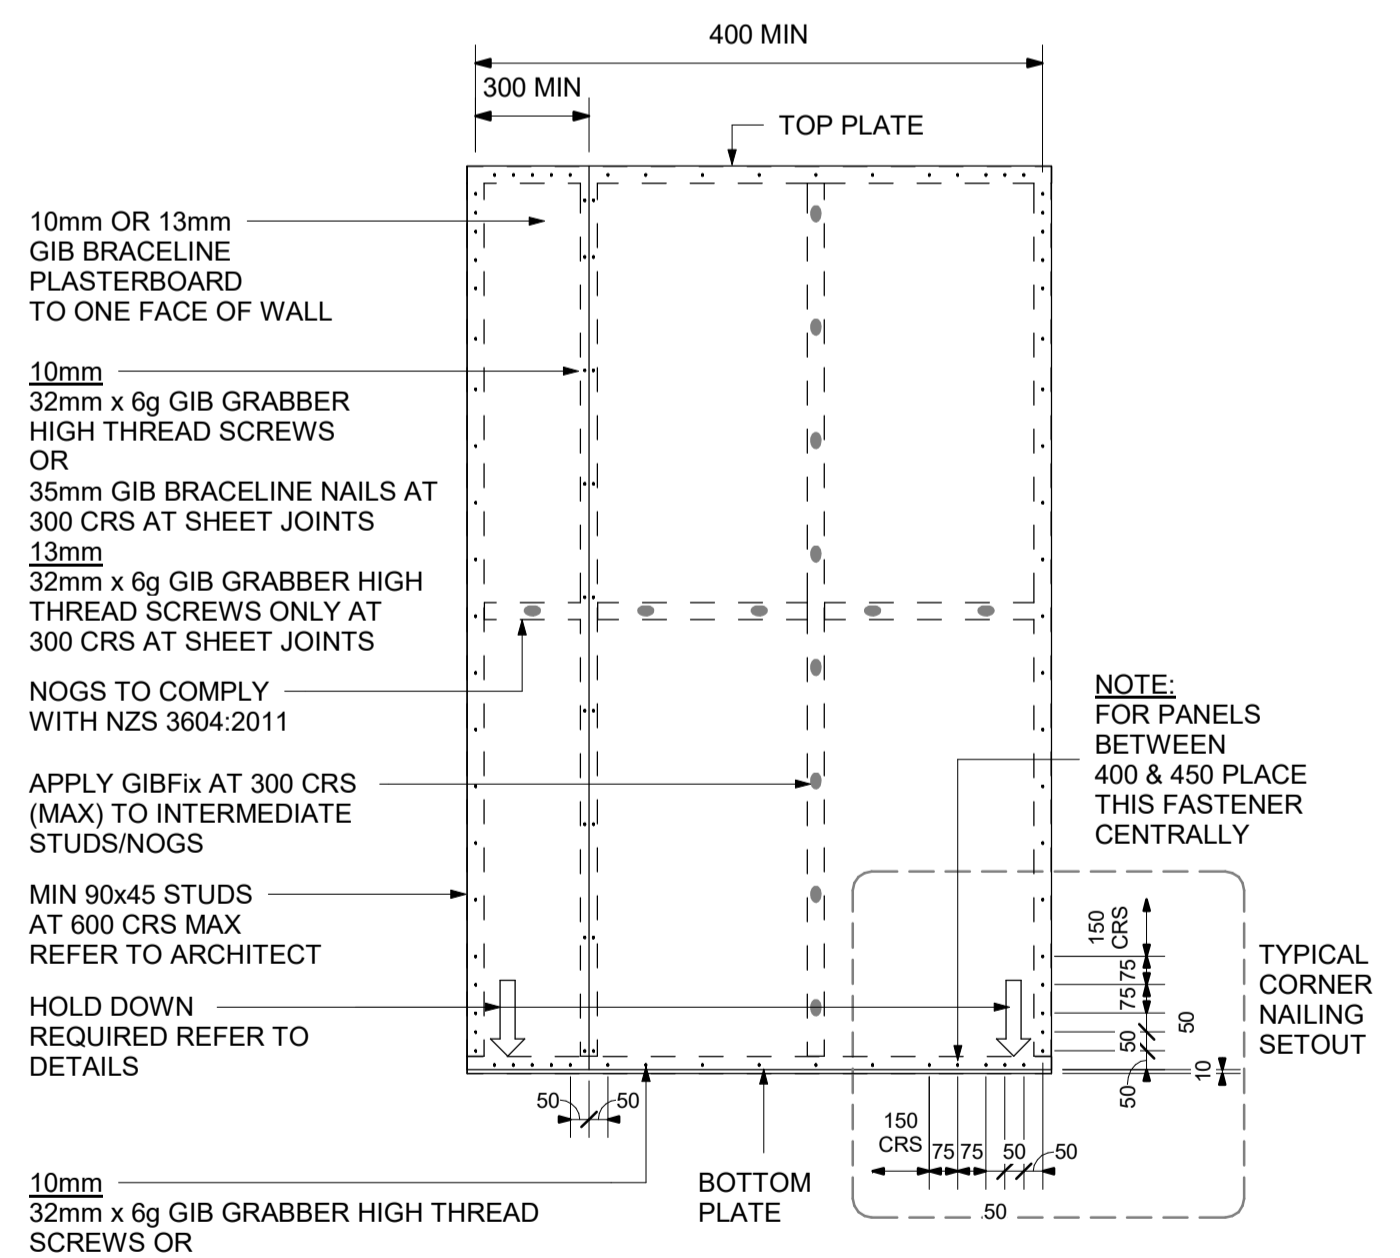 400 MIN
300 MIN
TOP PLATE
10mm OR 13mm
GIB BRACELINE
PLASTERBOARD
TO ONE FACE OF WALL
10mm
32mm x 6g GIB GRABBER
HIGH THREAD SCREWS
OR
35mm GIB BRACELINE NAILS AT
300 CRS AT SHEET JOINTS
13mm
32mm x 6g GIB GRABBER HIGH
THREAD SCREWS ONLY AT
300 CRS AT SHEET JOINTS
NOGS TO COMPLY
WITH NZS 3604:2011
APPLY GIBFix AT 300 CRS
(MAX) TO INTERMEDIATE
STUDS/NOGS
MIN 90x45 STUDS
AT 600 CRS MAX
REFER TO ARCHITECT
HOLD DOWN
REQUIRED REFER TO
DETAILS
NOTE:
FOR PANELS
BETWEEN
400 & 450 PLACE
THIS FASTENER
CENTRALLY
150
CRS
75
75
50
50
50
10
TYPICAL
CORNER
NAILING
SETOUT
50
50
150
CRS
75
75
50
50
50
BOTTOM
PLATE
10mm
32mm x 6g GIB GRABBER HIGH THREAD
SCREWS OR